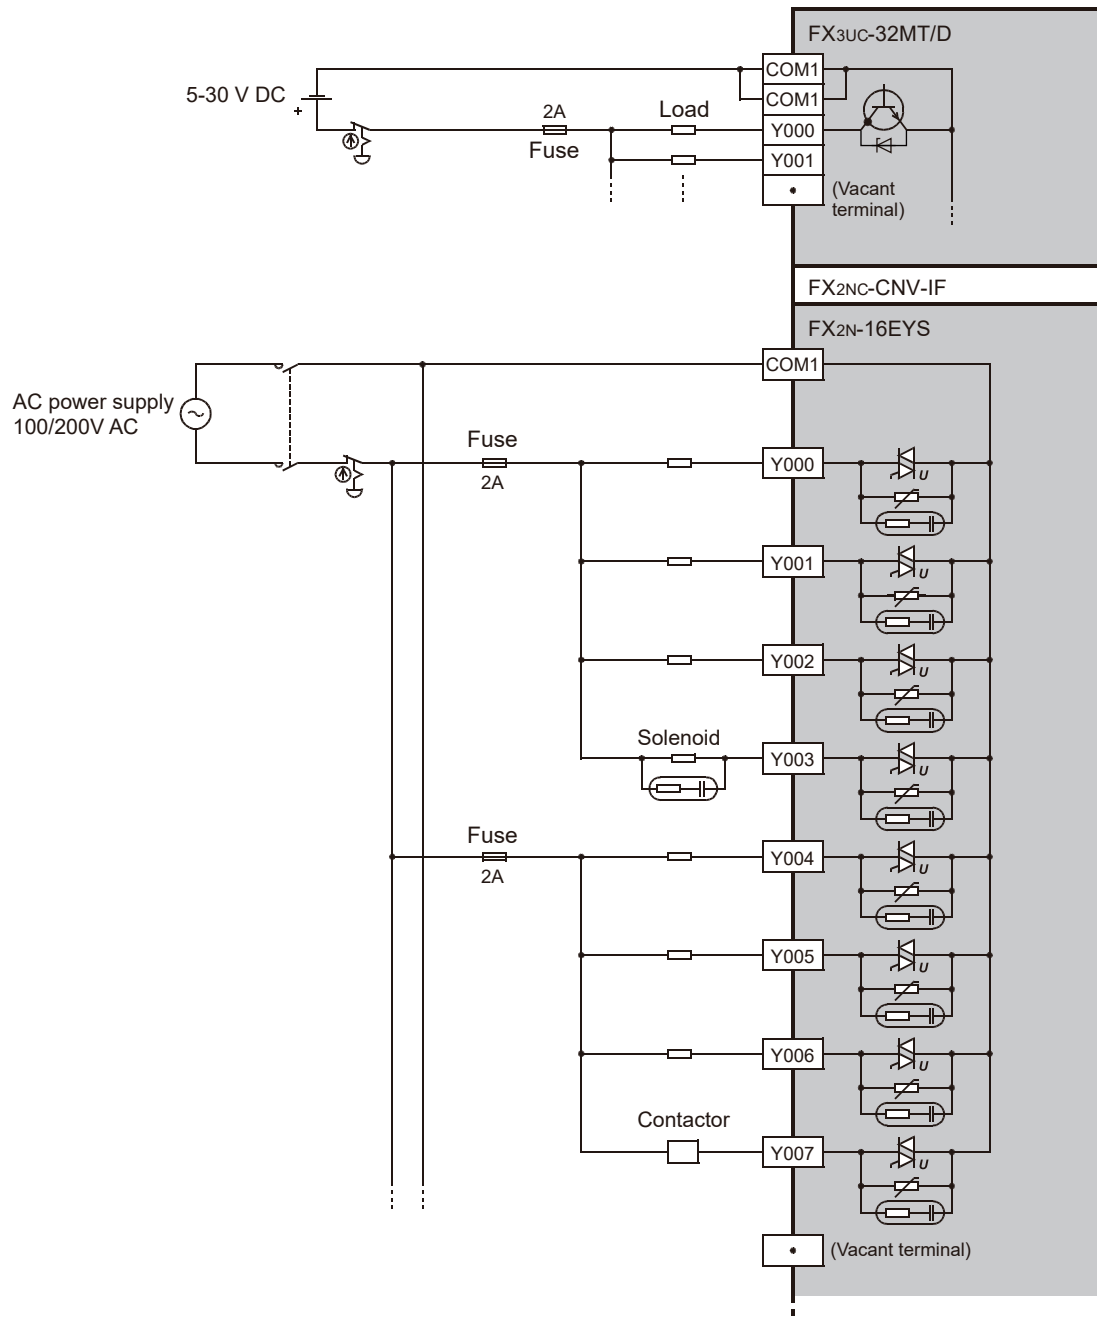 FX3UC-32MT/D
COM1
5-30 V DC
+
COM1
2A
Load
Y000
Fuse
Y001
(Vacant
terminal)
FX2NC-CNV-IF
FX2N-16EYS
COM1
AC power supply
100/200V AC
Fuse
Y000
2A
U
Y001
U
Y002
U
Solenoid
Y003
U
Fuse
Y004
2A
U
Y005
U
Y006
U
Contactor
Y007
U
(Vacant terminal)